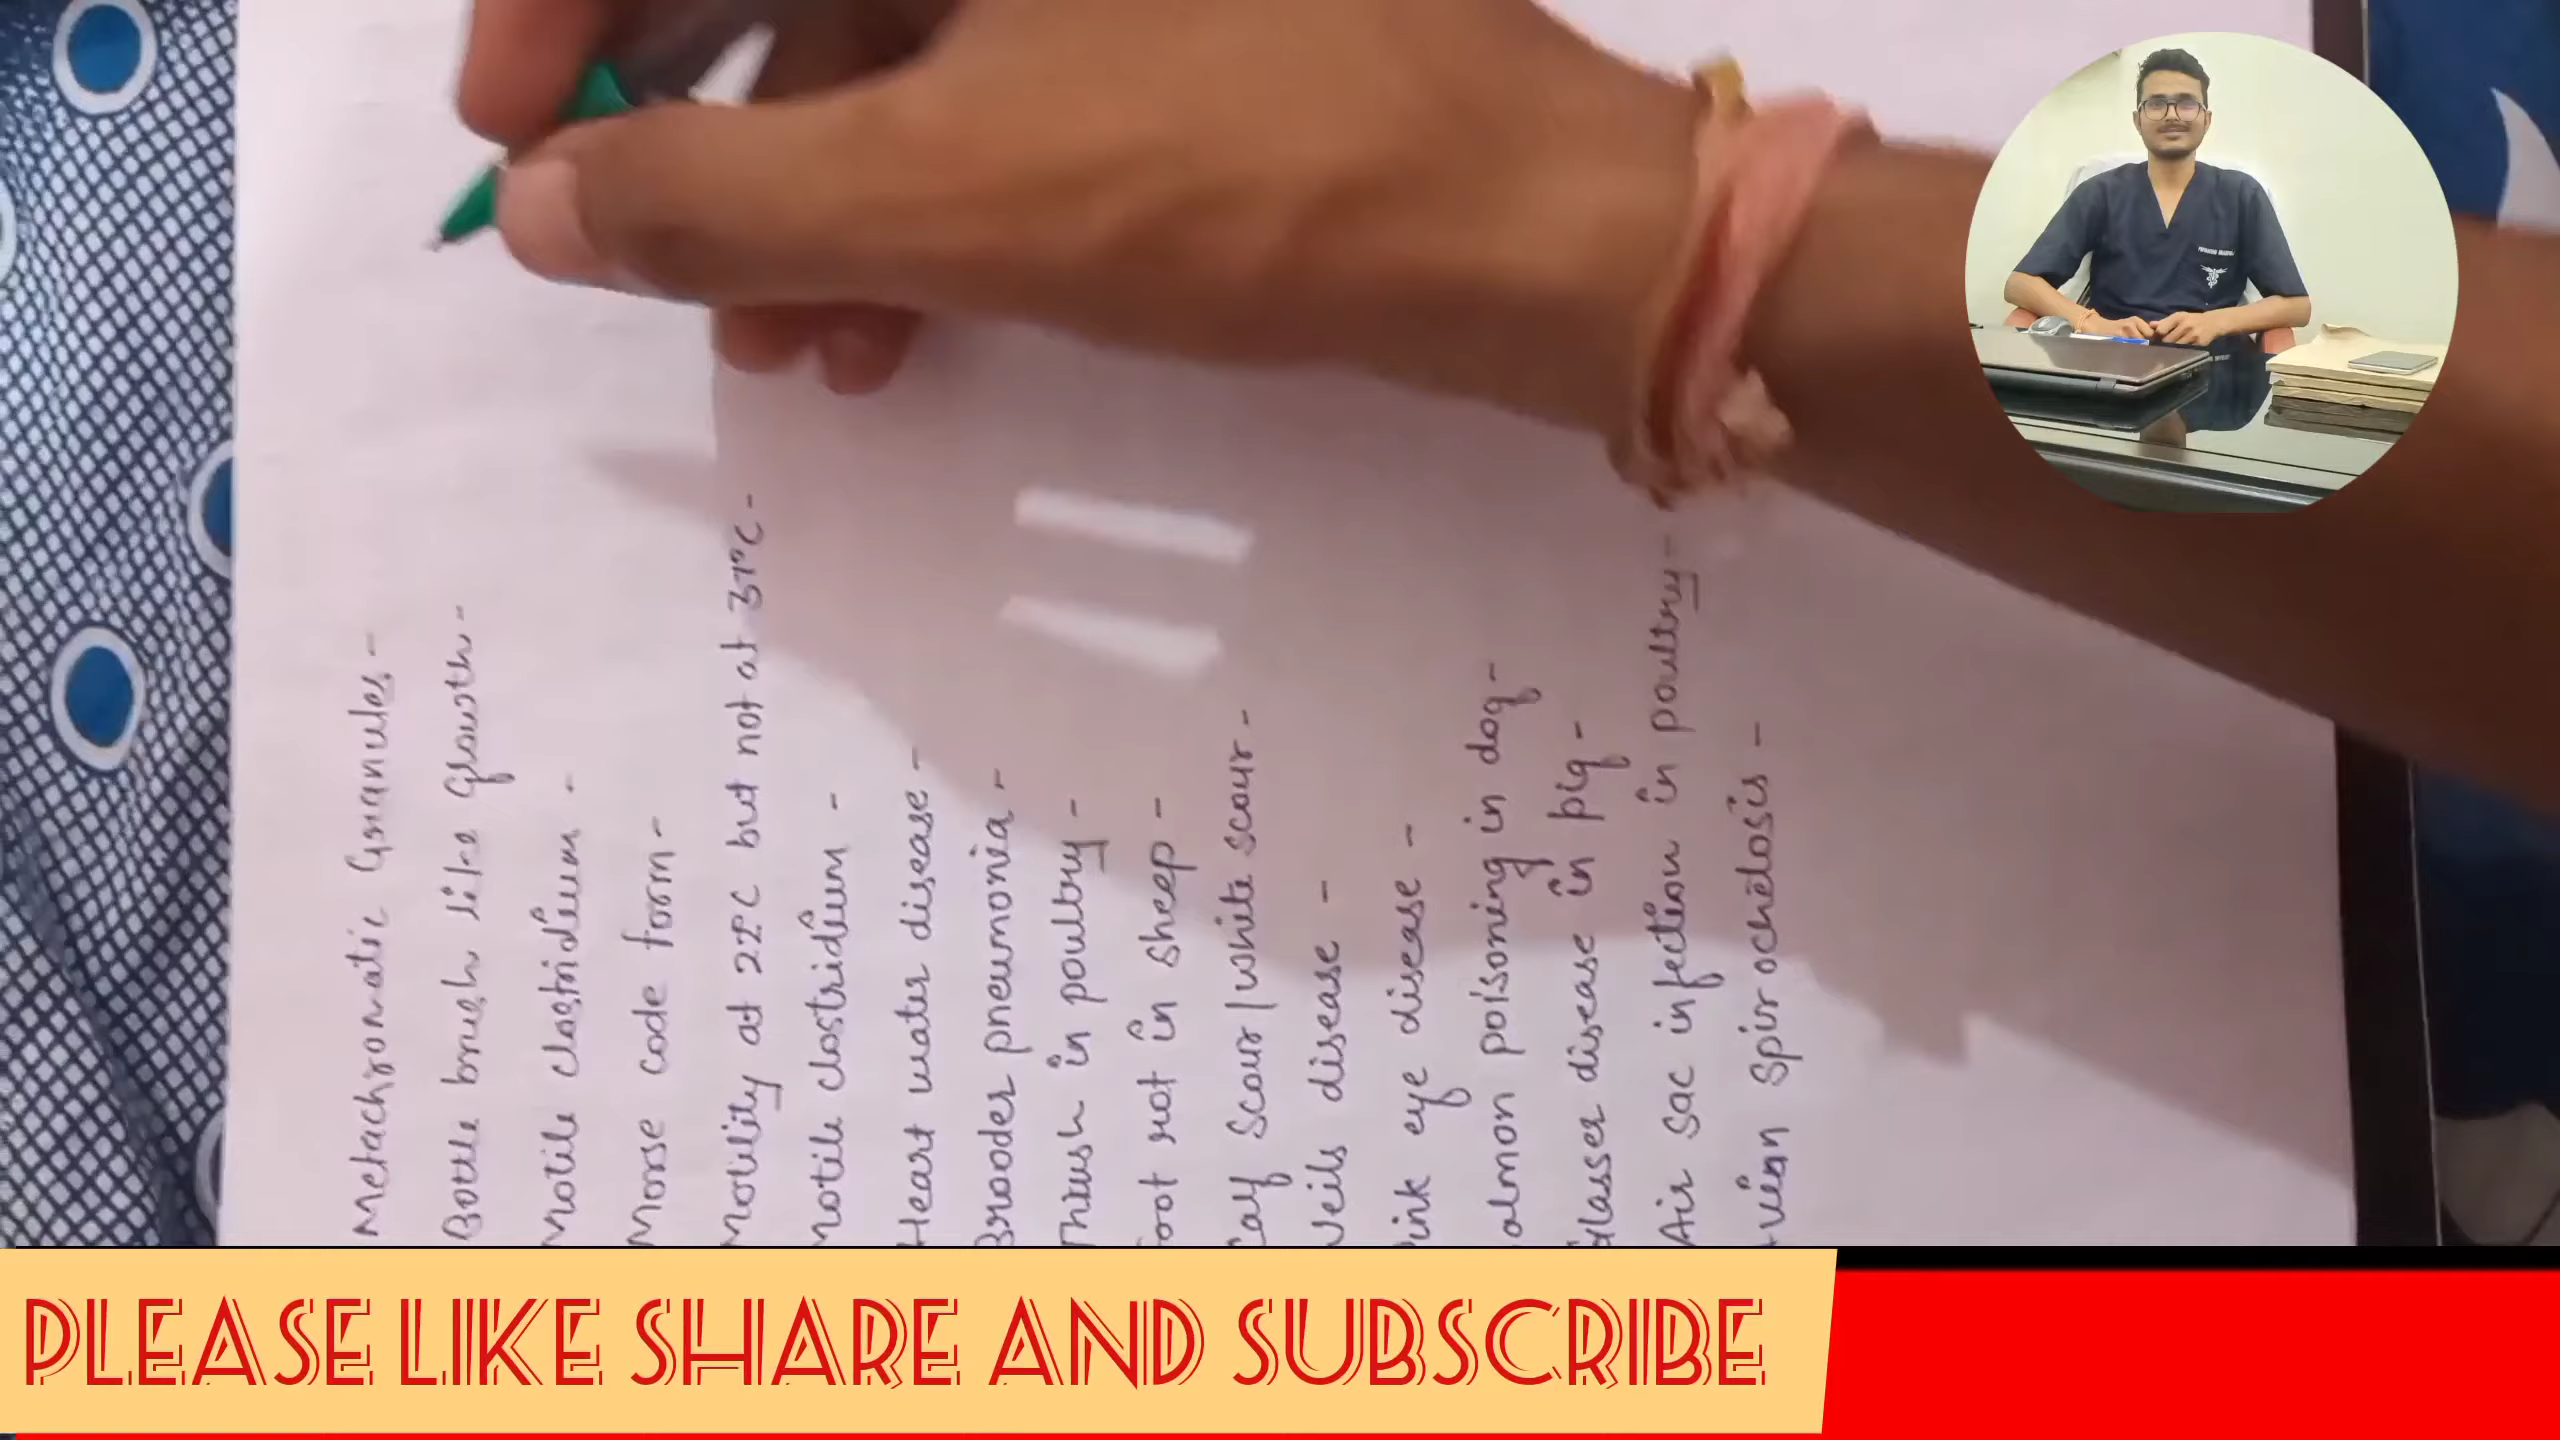 Metachromatic Granules -
Bottle brush like growth -
Motile clostridium -
Morse code form -
Motility at 22°C but not at 37°C -
Motile clostridium -
Heart water disease -
Brooder pneumonia -
Thrush in poultry -
Foot rot in sheep -
Calf Scour / white scour -
Weils disease -
Pink eye disease -
almon poisoning in dog -
Glasser disease in pig -
Air sac infection in poultry -
Avian Spirochetosis -
PLEASE LIKE SHARE AND SUBSCRIBE